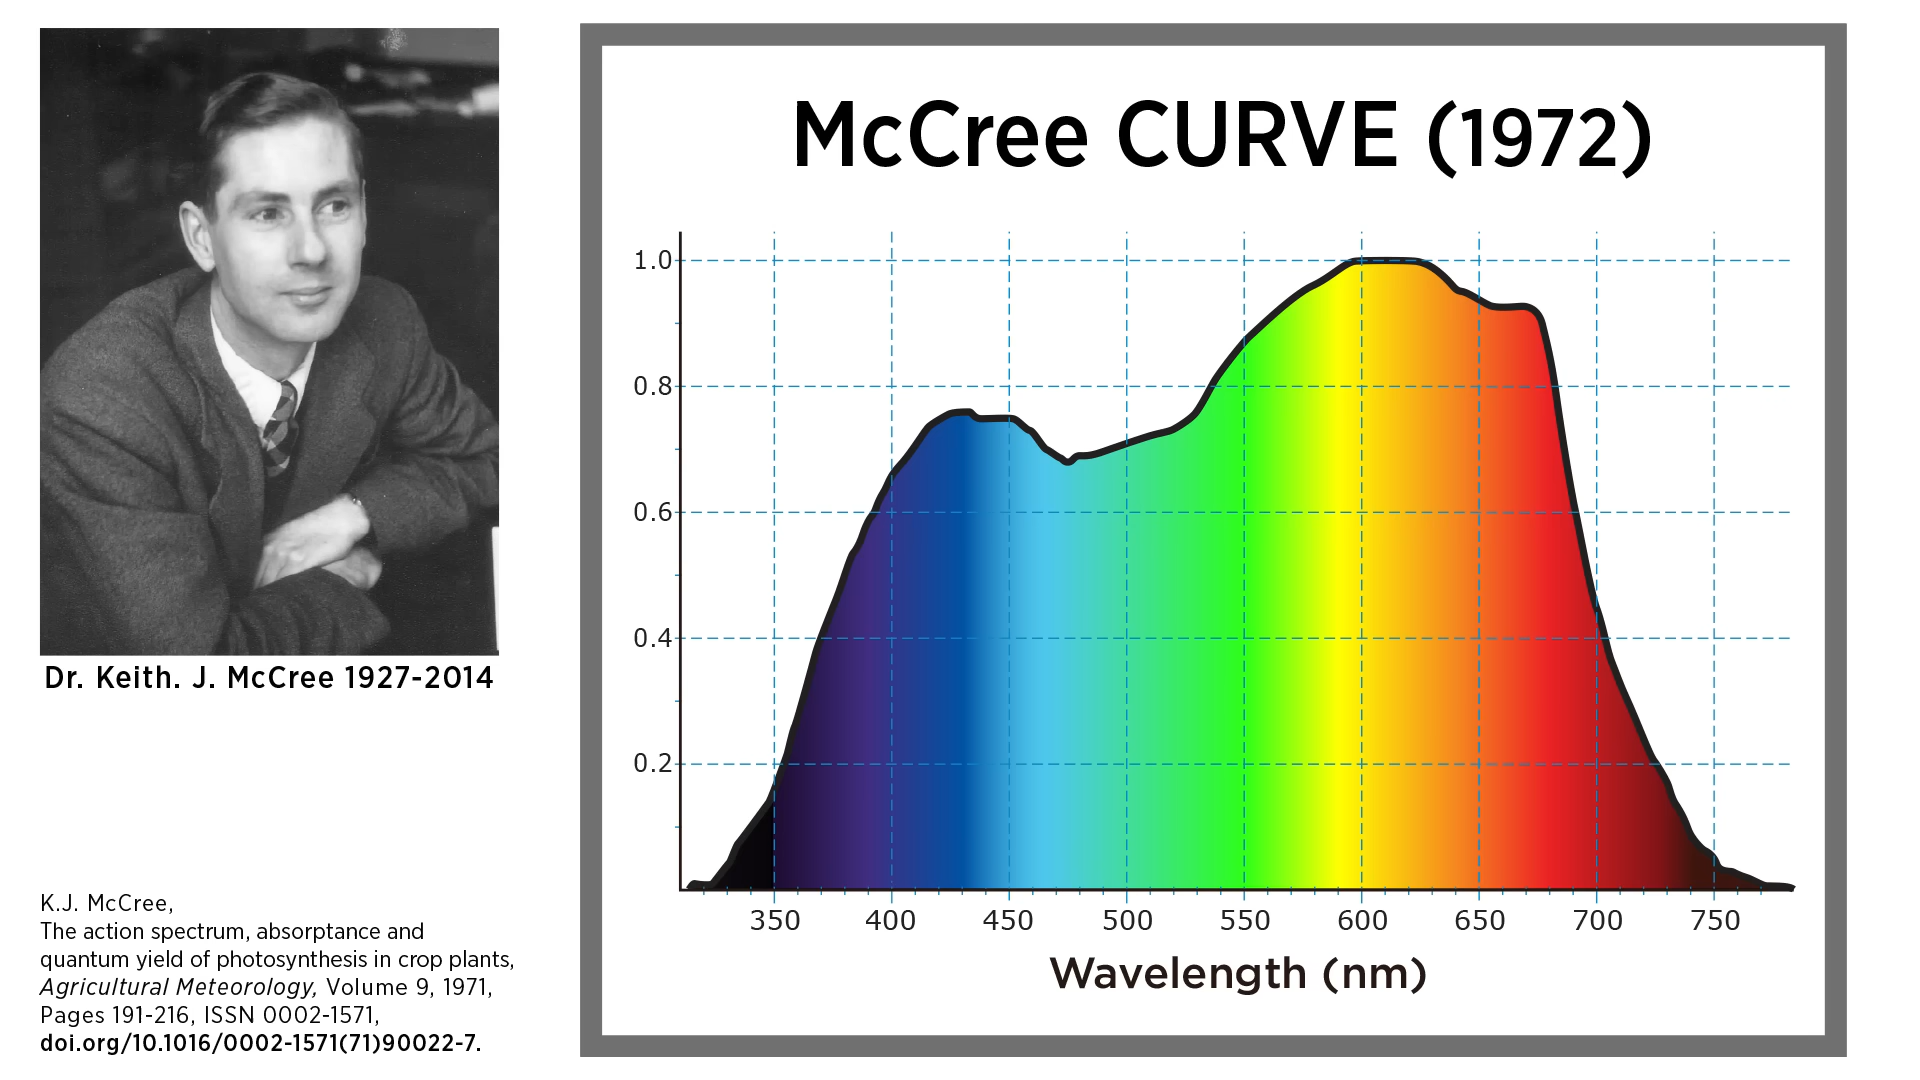 Dr. Keith. J. McCree 1927-2014
K.J. McCree,
The action spectrum, absorptance and
quantum yield of photosynthesis in crop plants,
Agricultural Meteorology, Volume 9, 1971,
Pages 191-216, ISSN 0002-1571,
doi.org/10.1016/0002-1571(71)90022-7.
McCree CURVE (1972)
1.0
0.8
0.6
0.4
0.2
350 400 450 500 550 600 650 700 750
Wavelength (nm)